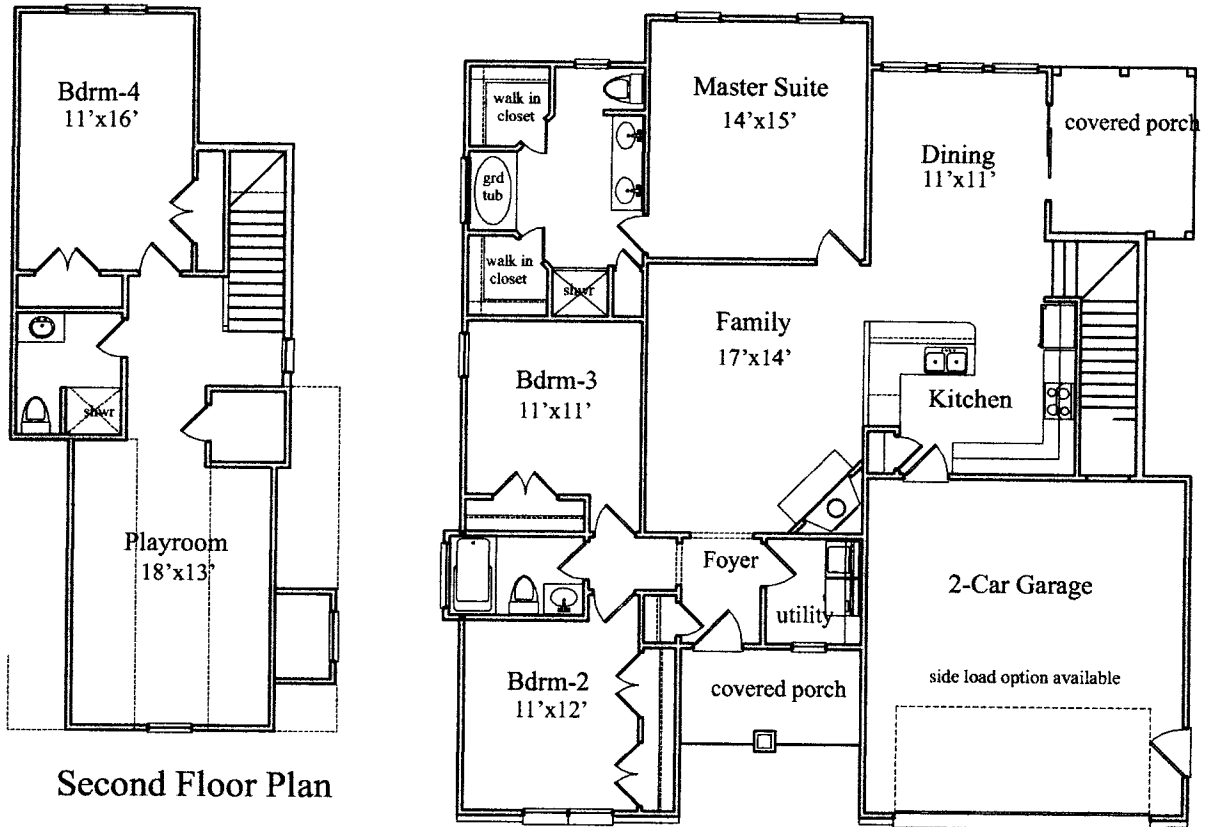 Bdrm-4
11’x16’
shwr
Playroom
18’x13’
Second Floor Plan
walk in
closet
grd
tub
walk in
closet
shwr
Master Suite
14’x15’
Dining
11’x11’
covered porch
Family
17’x14’
Kitchen
Bdrm-3
11’x11’
Foyer
utility
2-Car Garage
side load option available
Bdrm-2
11’x12’
covered porch